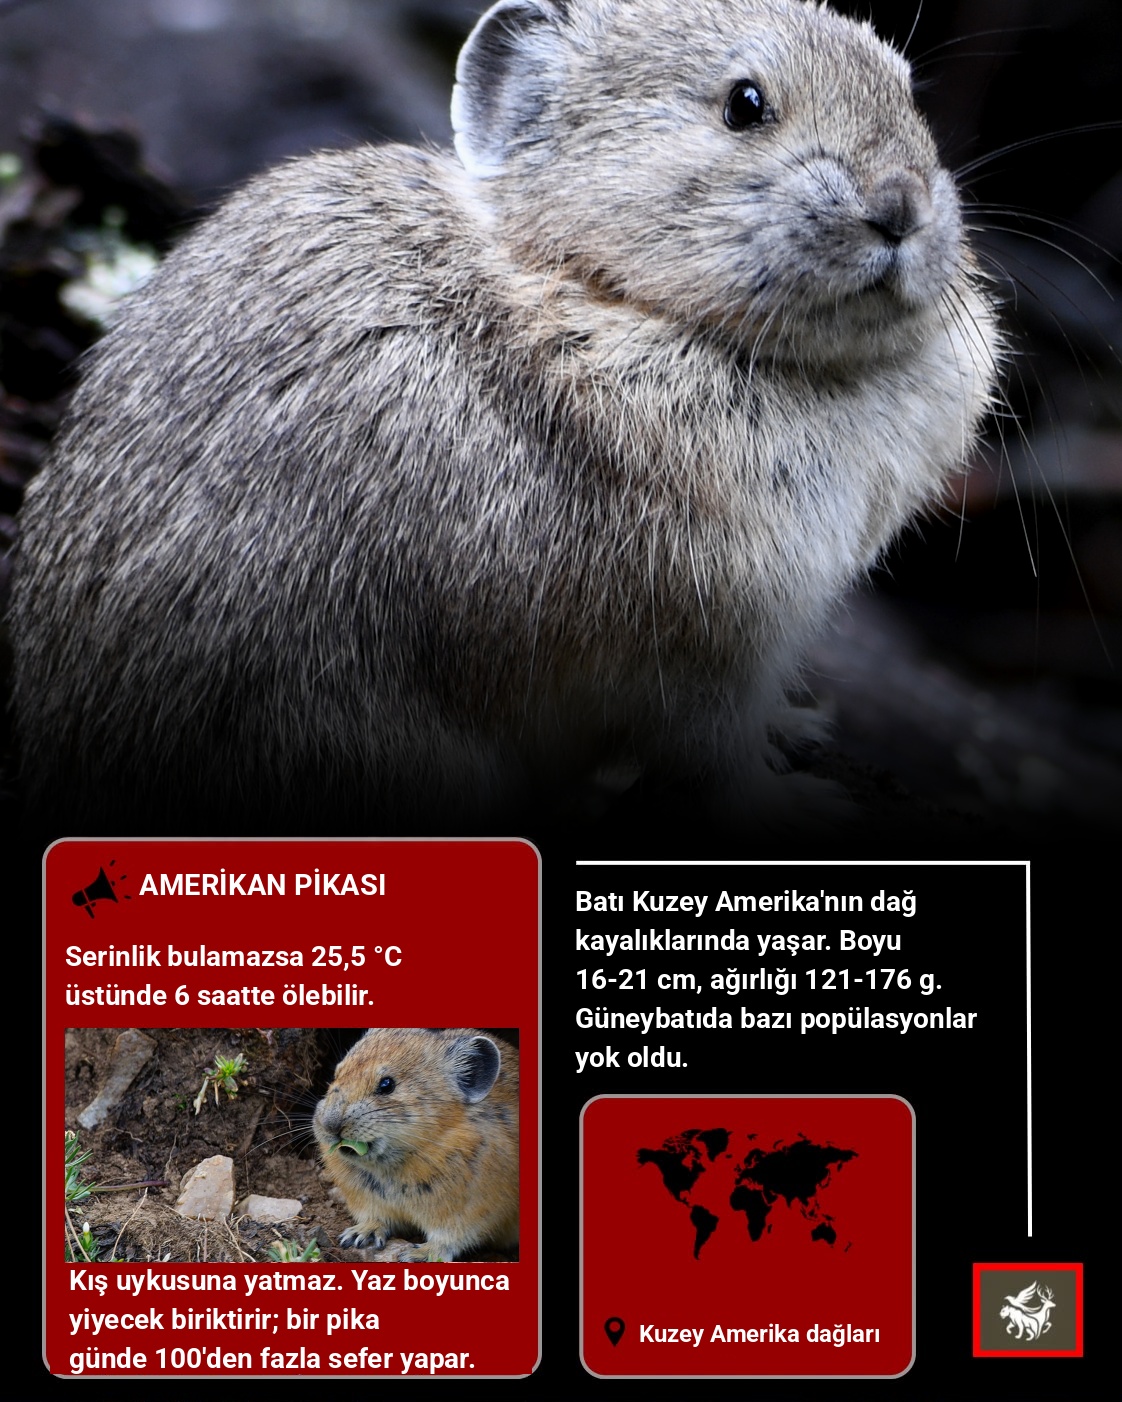 AMERİKAN PİKASI
Serinlik bulamazsa 25,5 °C
üstünde 6 saatte ölebilir.
Kış uykusuna yatmaz. Yaz boyunca
yiyecek biriktirir; bir pika
günde 100'den fazla sefer yapar.
Batı Kuzey Amerika'nın dağ
kayalıklarında yaşar. Boyu
16-21 cm, ağırlığı 121-176 g.
Güneybatıda bazı popülasyonlar
yok oldu.
Kuzey Amerika dağları